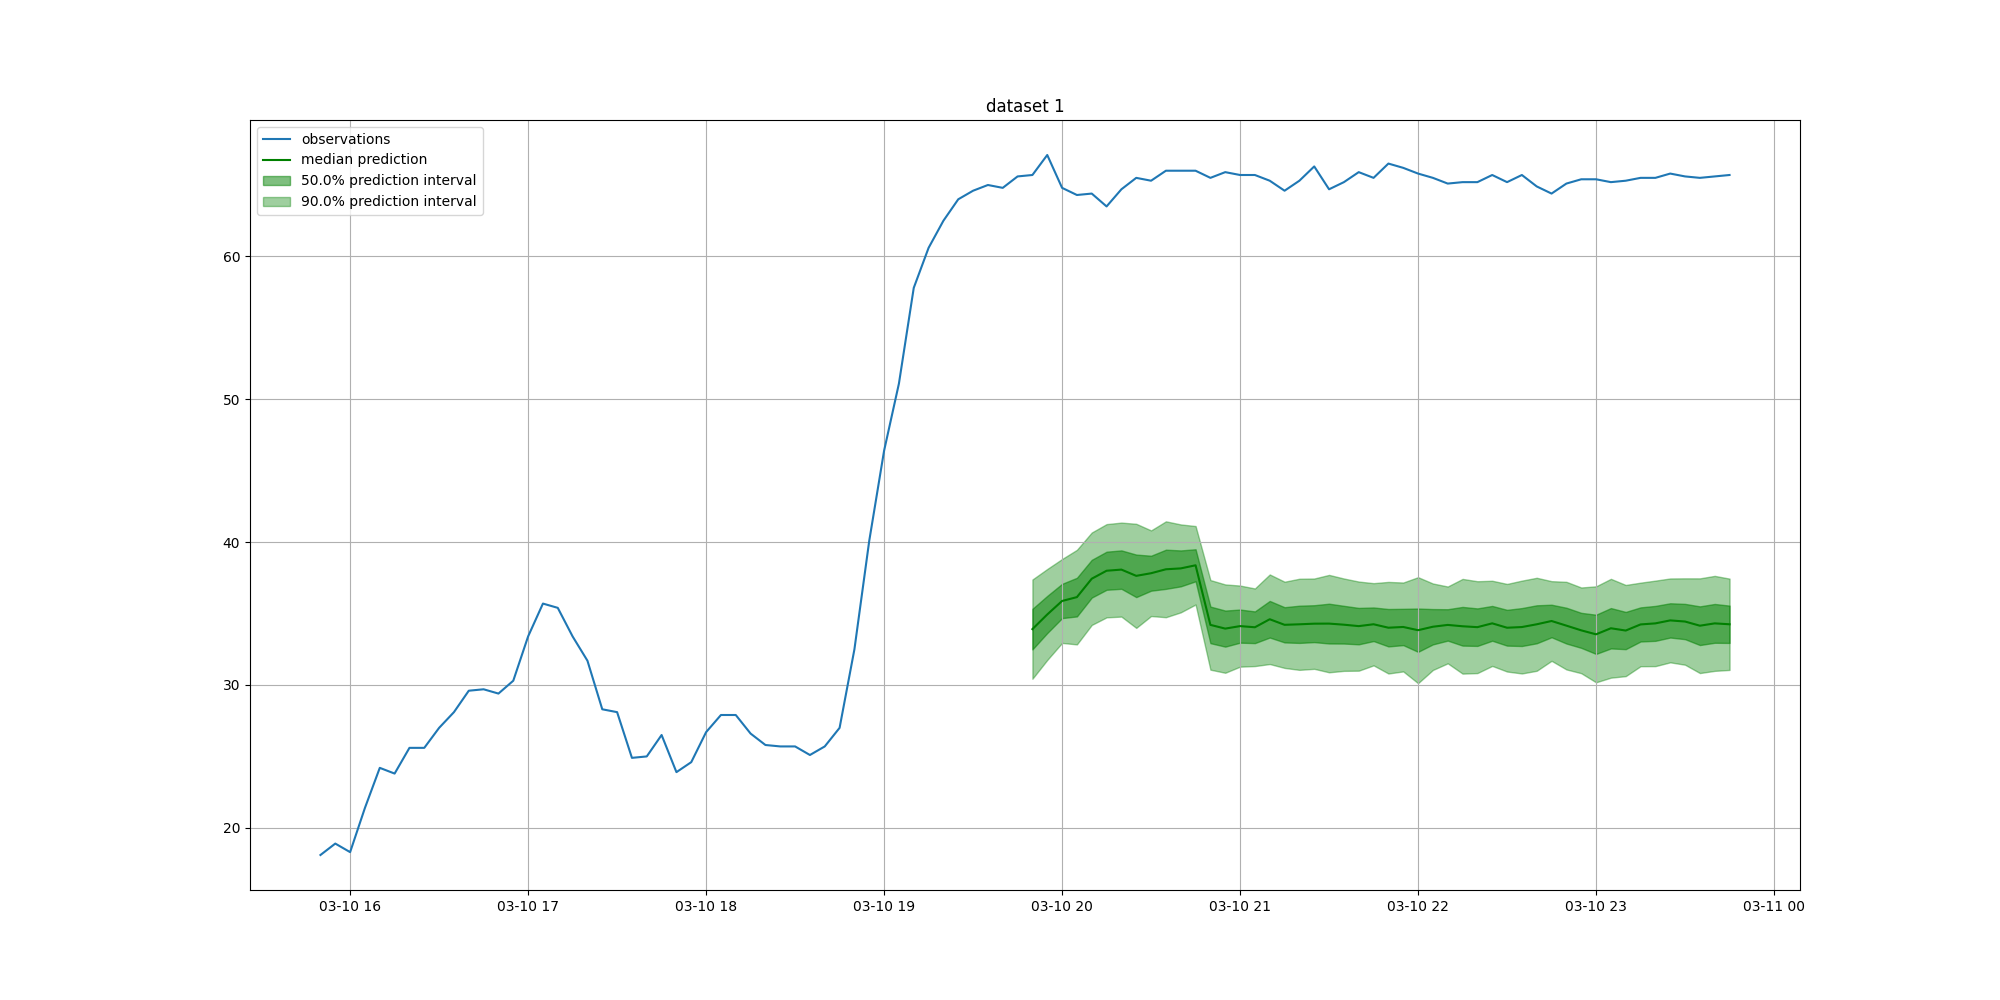 dataset 1
observations
median prediction
50.0% prediction interval
90.0% prediction interval
60
50
40
30
20
03-10 16
03-10 17
03-10 18
03-10 19
03-10 20
03-10 21
03-10 22
03-10 23
03-11 00